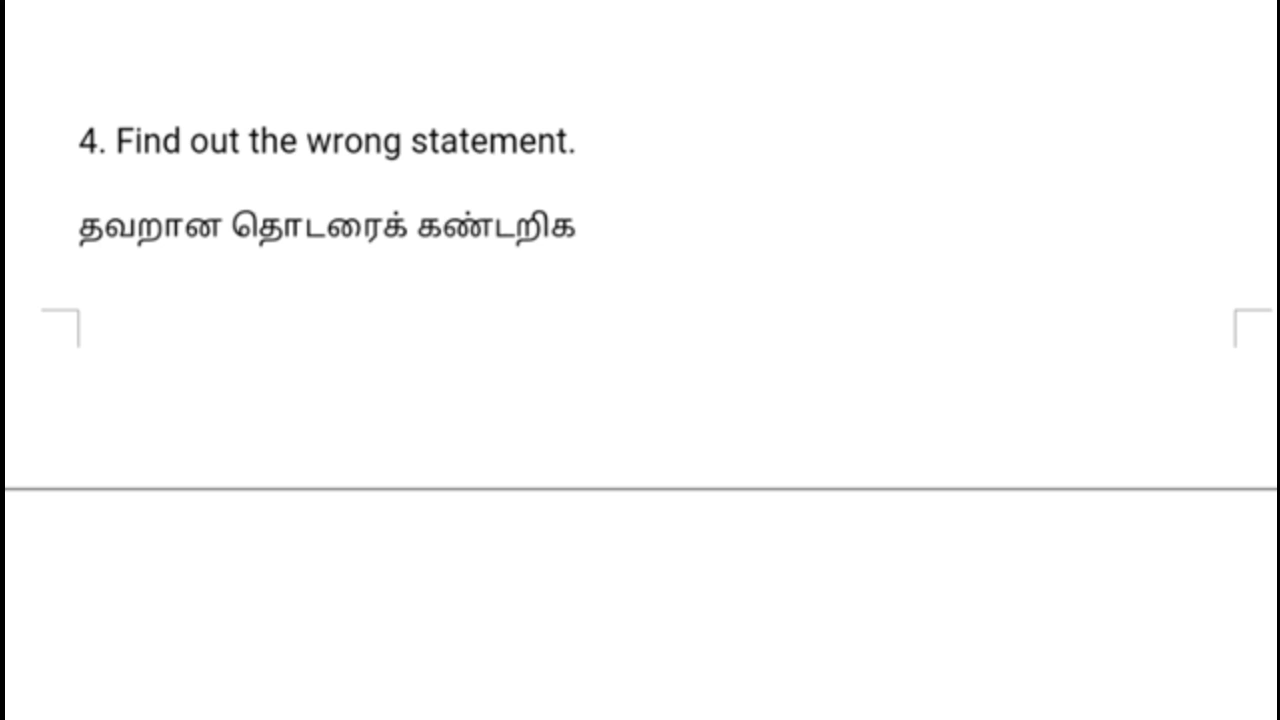 4. Find out the wrong statement.
தவறான தொடரைக் கண்டறிக